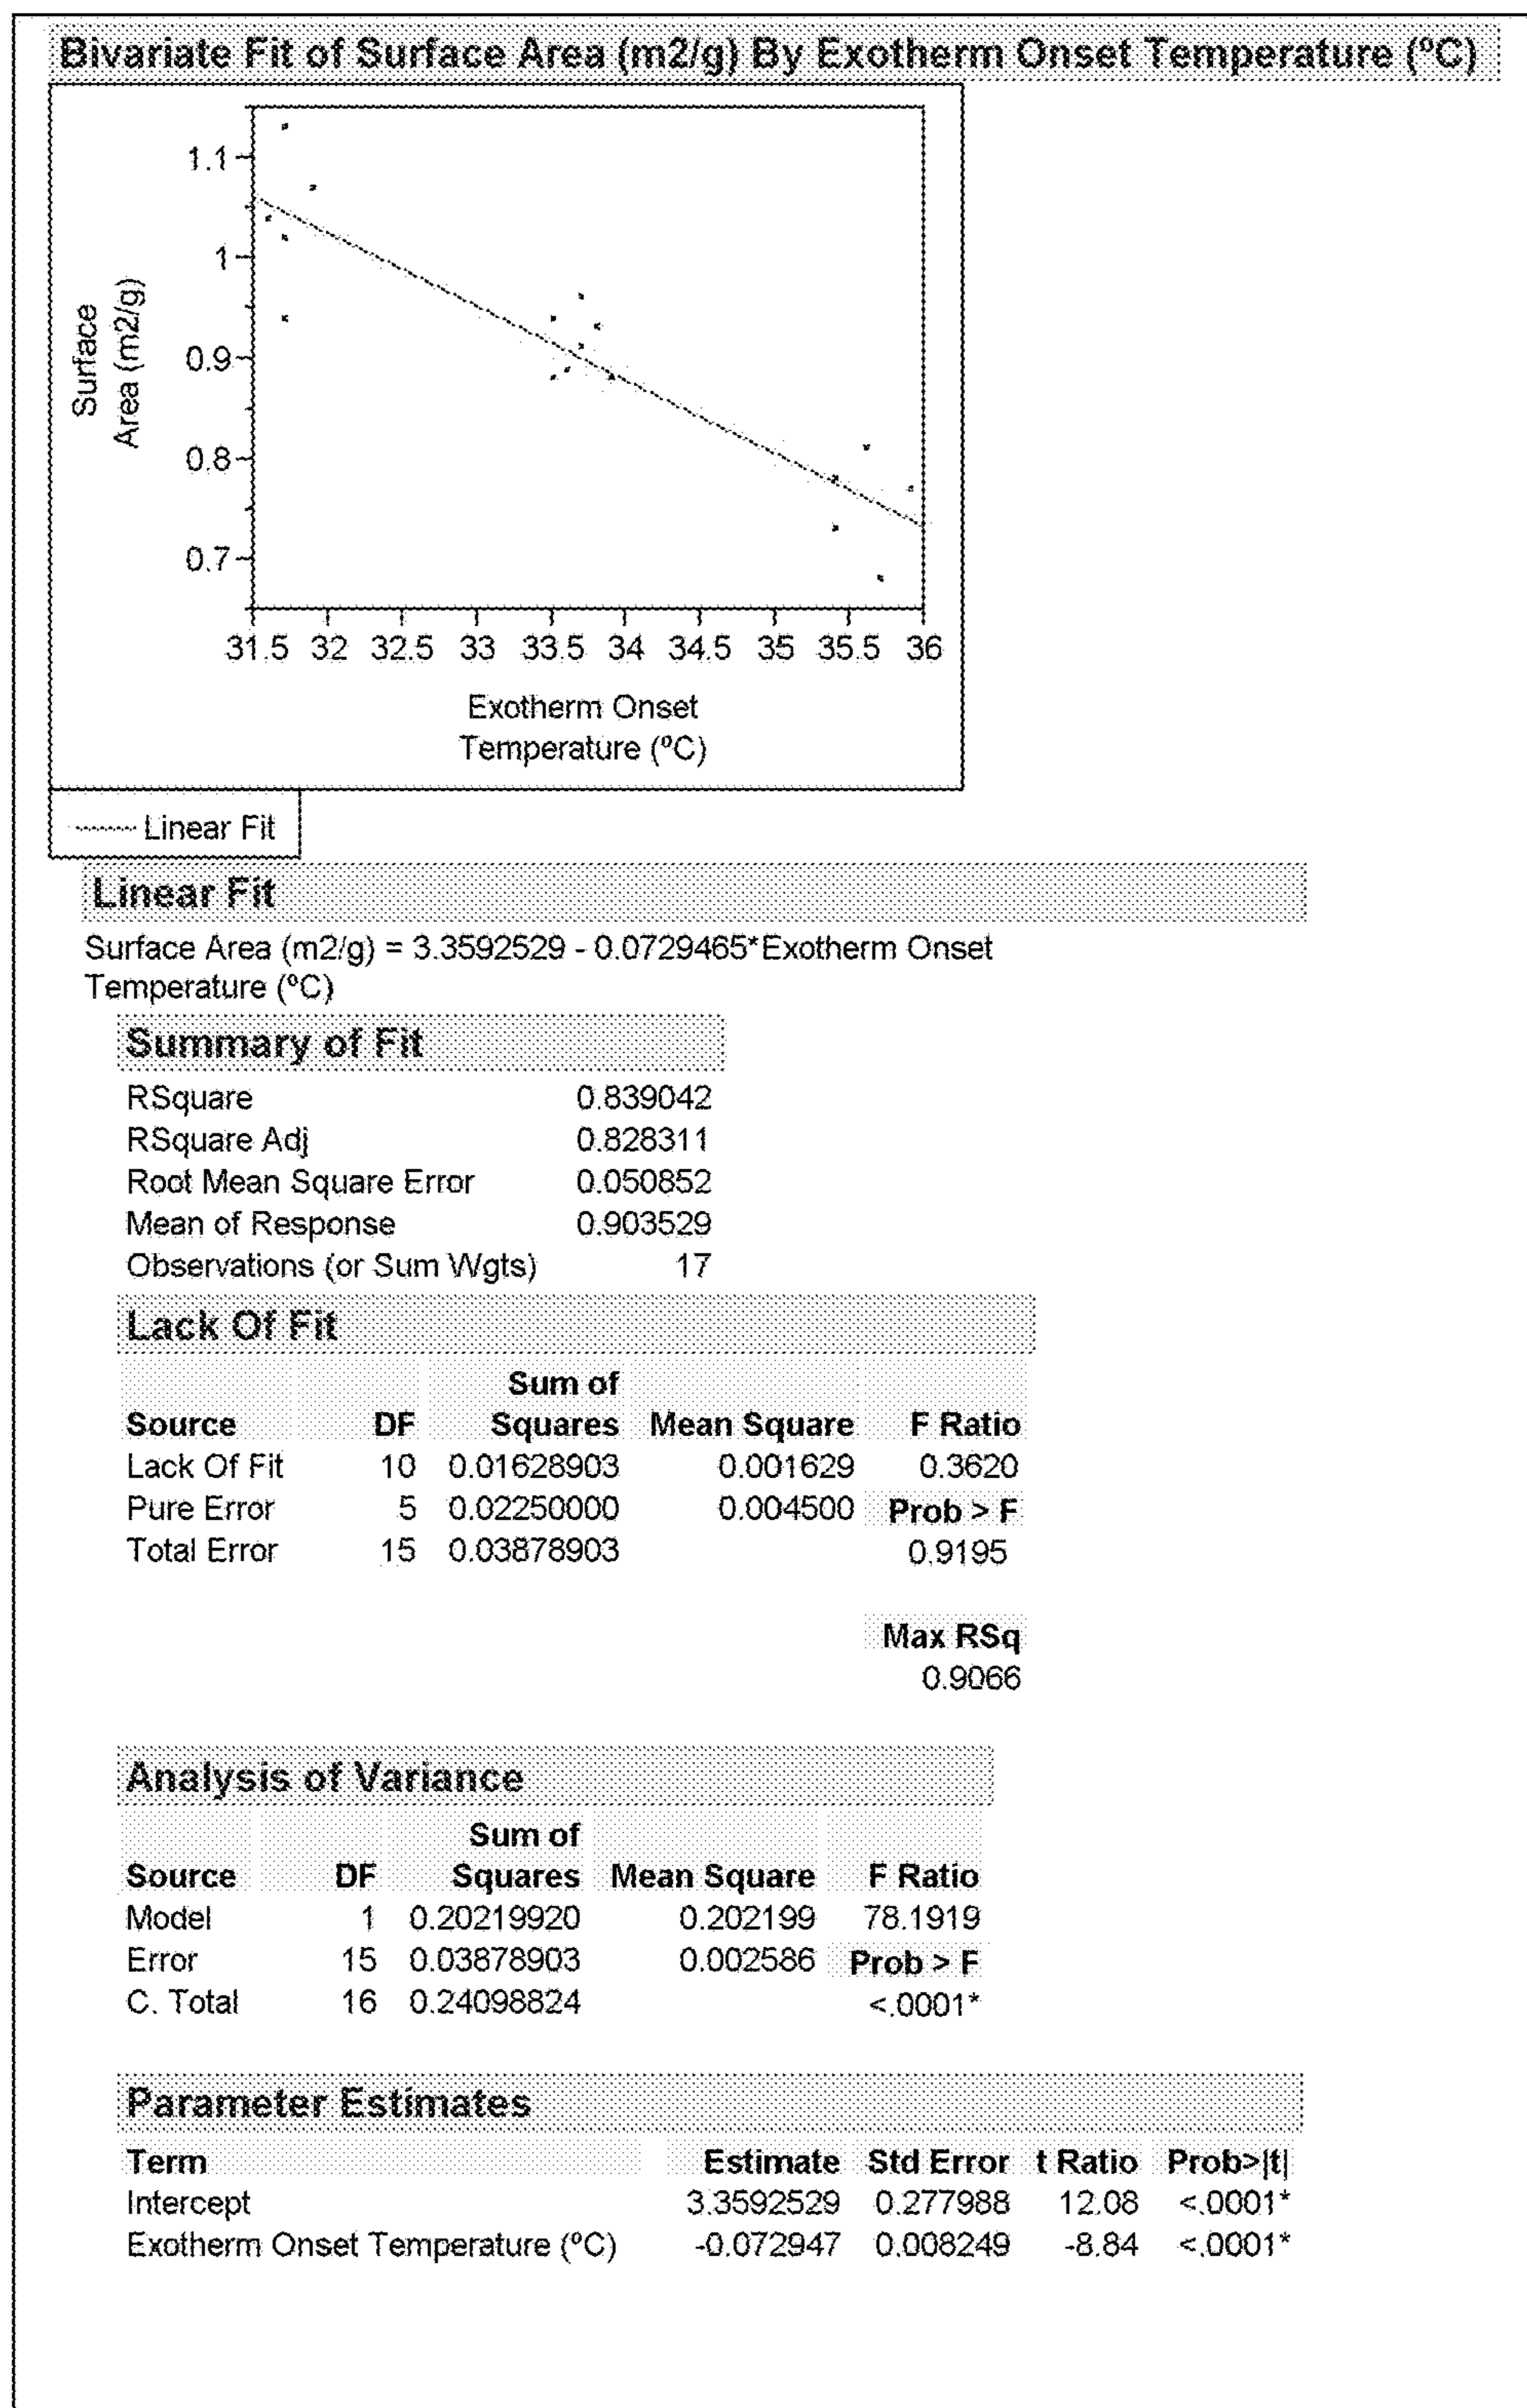 Bivariate Fit of Surface Area (m2/g) By Exotherm Onset Temperature (ºC)
1.1
1
0.9
0.8
0.7
Surface
Area (m2/g)
31.5 32 32.5 33 33.5 34 34.5 35 35.5 36
Exotherm Onset
Temperature (ºC)
Linear Fit
Linear Fit
Surface Area (m2/g) = 3.3592529 - 0.0729465*Exotherm Onset
Temperature (ºC)
Summary of Fit
RSquare 0.839042
RSquare Adj 0.828311
Root Mean Square Error 0.050852
Mean of Response 0.903529
Observations (or Sum Wgts) 17
Lack Of Fit
Sum of
Source DF Squares Mean Square F Ratio
Lack Of Fit 10 0.01628903 0.001629 0.3620
Pure Error 5 0.02250000 0.004500 Prob > F
Total Error 15 0.03878903 0.9195
Max RSq
0.9066
Analysis of Variance
Sum of
Source DF Squares Mean Square F Ratio
Model 1 0.20219920 0.202199 78.1919
Error 15 0.03878903 0.002586 Prob > F
C. Total 16 0.24098824 <.0001*
Parameter Estimates
Term Estimate Std Error t Ratio Prob>|t|
Intercept 3.3592529 0.277988 12.08 <.0001*
Exotherm Onset Temperature (ºC) -0.072947 0.008249 -8.84 <.0001*